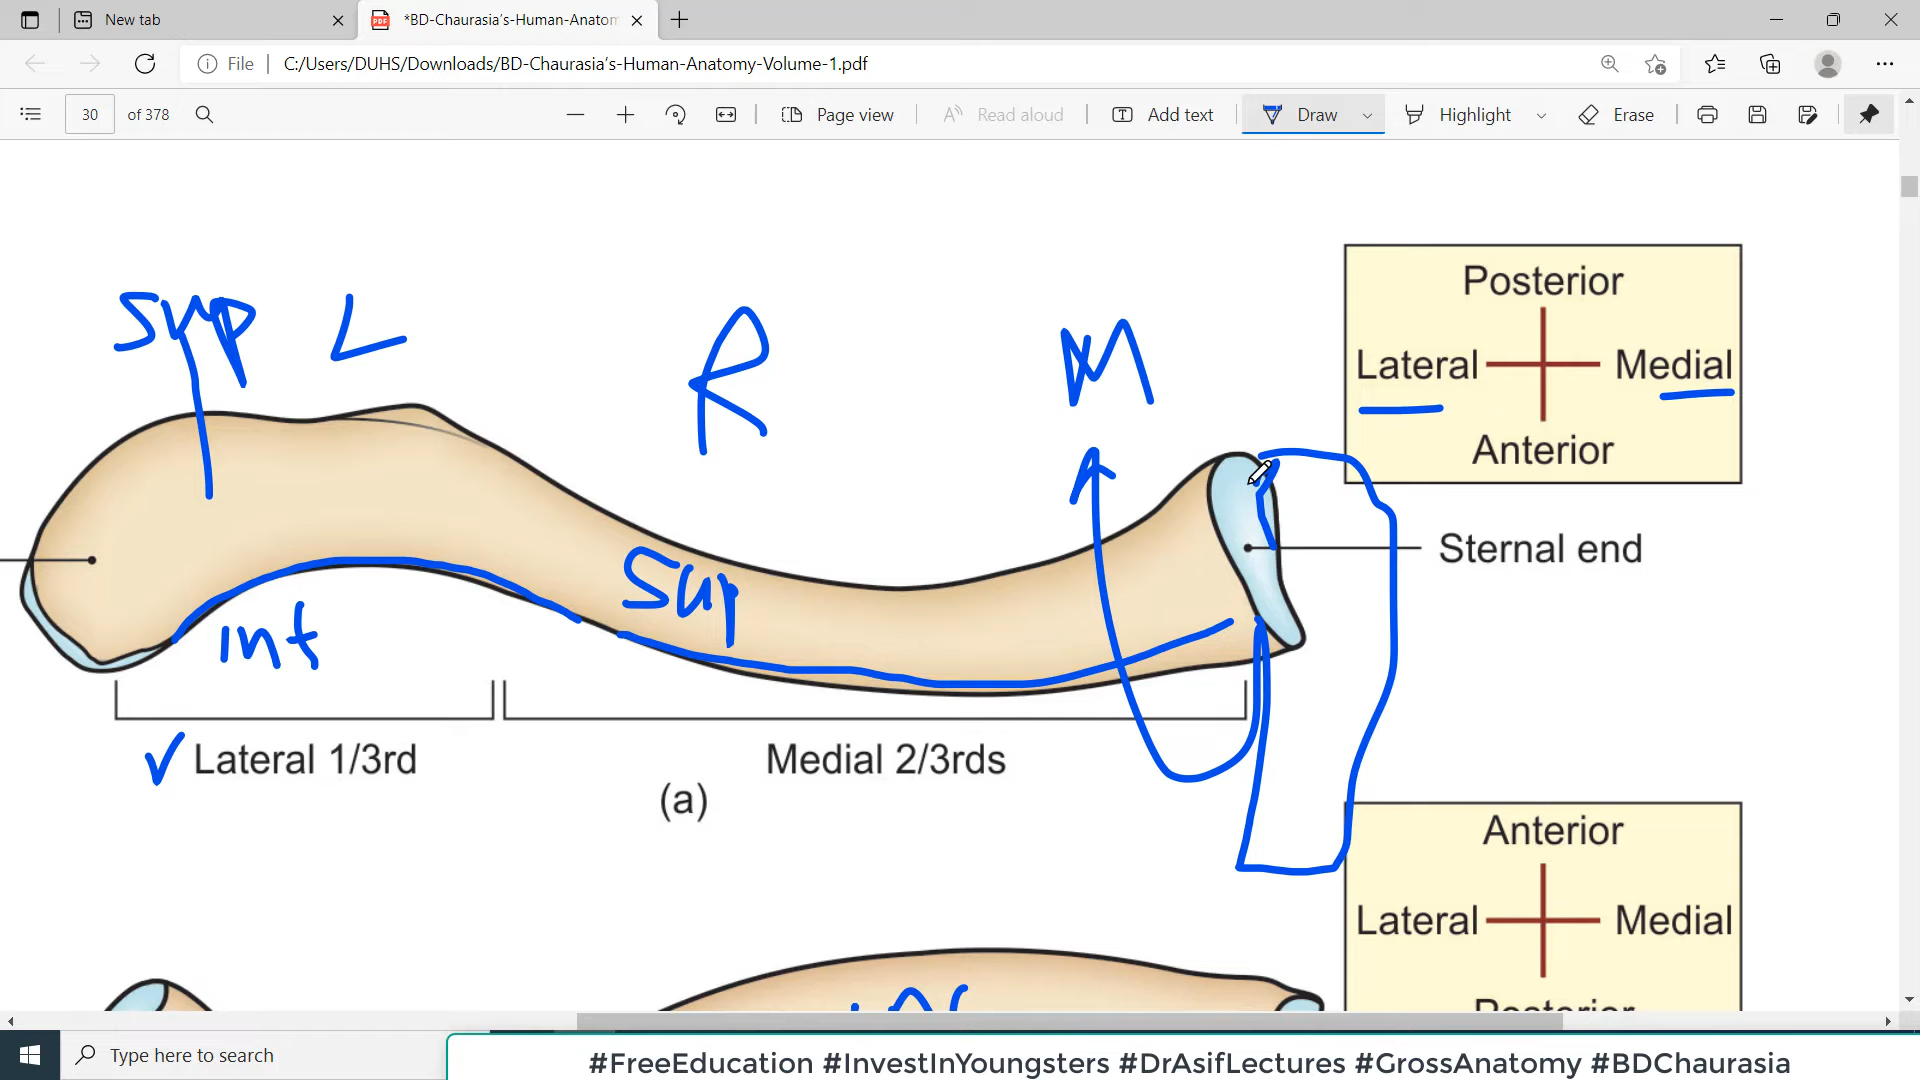 New tab
*BD-Chaurasia's-Human-Anatom
File
C:/Users/DUHS/Downloads/BD-Chaurasia's-Human-Anatomy-Volume-1.pdf
30 of 378
Page view
Read aloud
Add text
Draw
Highlight
Erase
Posterior
Lateral Medial
Anterior
Sup L
R
M
Sternal end
Sup
inf
Lateral 1/3rd
Medial 2/3rds
(a)
Anterior
Lateral Medial
Posterior
Type here to search
#FreeEducation #InvestInYoungsters #DrAsifLectures #GrossAnatomy #BDChaurasia